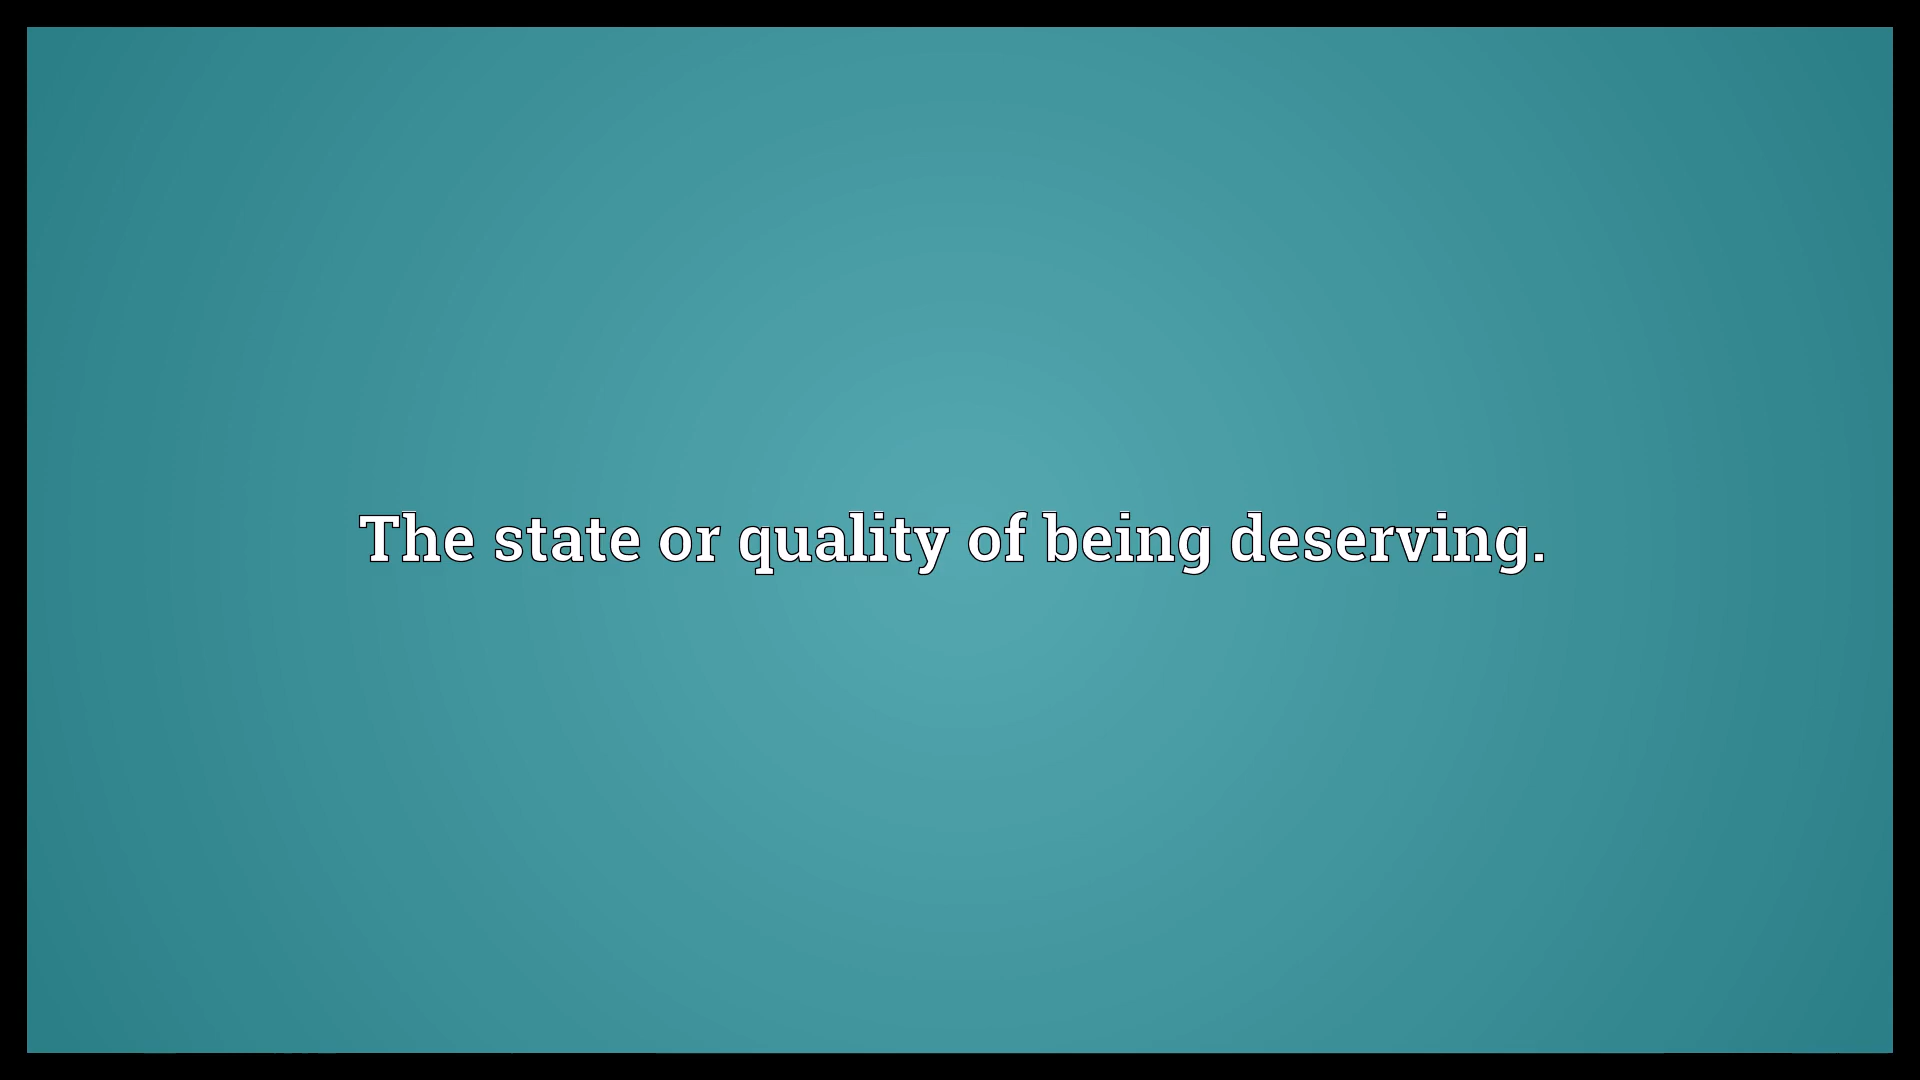 The state or quality of being deserving.